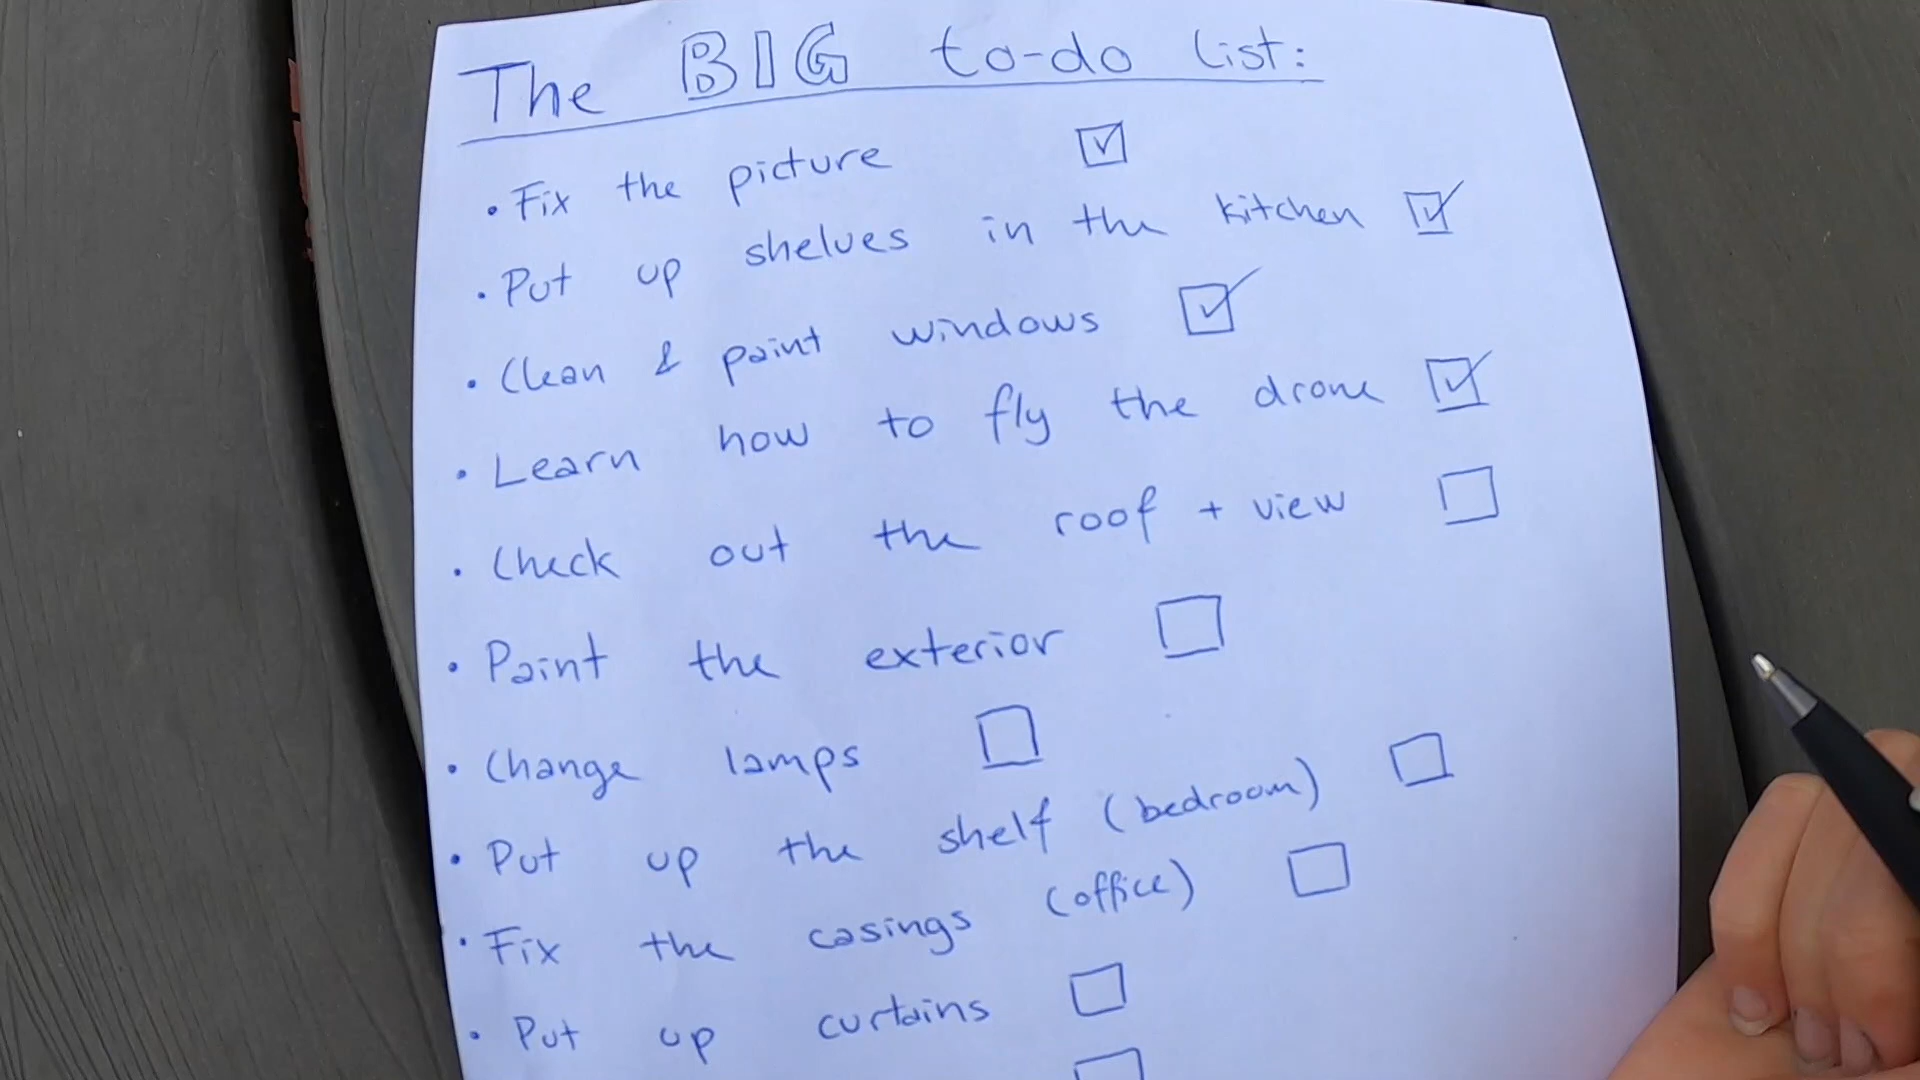 The BIG to-do list:
• Fix the picture ☑
• Put up shelves in the kitchen ☑
• Clean & paint windows ☑
• Learn how to fly the drone ☑
• Check out the roof + view ☐
• Paint the exterior ☐
• Change lamps ☐
• Put up the shelf (bedroom) ☐
• Fix the casings (office) ☐
• Put up curtains ☐